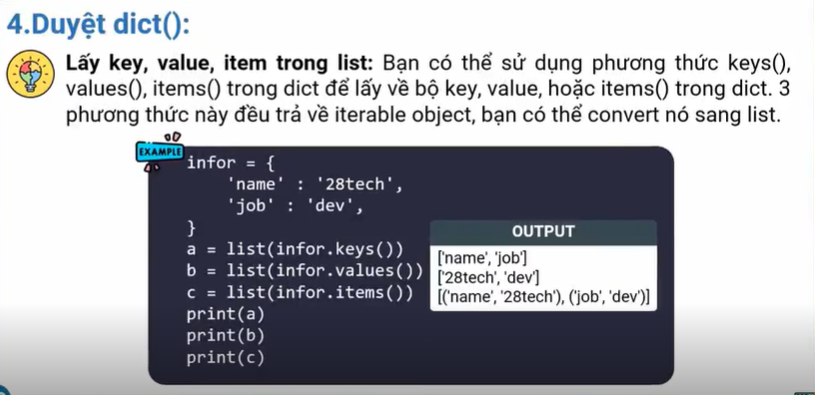 4.Duyệt dict():
Lấy key, value, item trong list: Bạn có thể sử dụng phương thức keys(),
values(), items() trong dict để lấy về bộ key, value, hoặc items() trong dict. 3
phương thức này đều trả về iterable object, bạn có thể convert nó sang list.
EXAMPLE
infor = {
'name' : '28tech',
'job' : 'dev',
}
a = list(infor.keys())
b = list(infor.values())
c = list(infor.items())
print(a)
print(b)
print(c)
OUTPUT
['name', 'job']
['28tech', 'dev']
[('name', '28tech'), ('job', 'dev')]